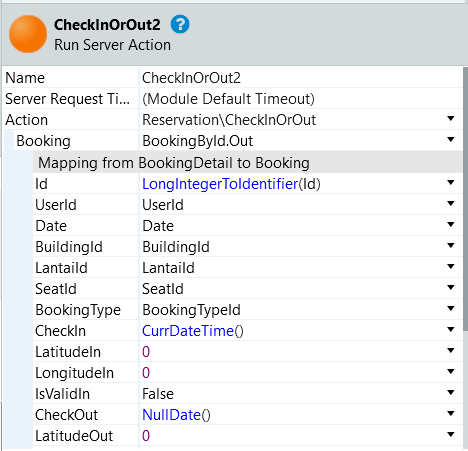 CheckInOrOut2 ?
Run Server Action
Name CheckInOrOut2
Server Request Ti... (Module Default Timeout)
Action Reservation\CheckInOrOut
Booking BookingById.Out
Mapping from BookingDetail to Booking
Id LongIntegerToIdentifier(Id)
UserId UserId
Date Date
BuildingId BuildingId
LantaiId LantaiId
SeatId SeatId
BookingType BookingTypeId
CheckIn CurrDateTime()
LatitudeIn 0
LongitudeIn 0
IsValidIn False
CheckOut NullDate()
LatitudeOut 0